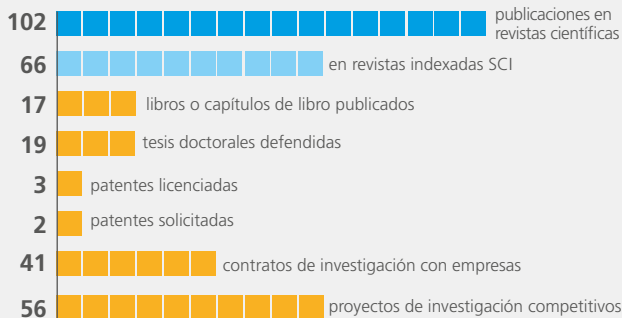 102 publicaciones en
revistas científicas
66 en revistas indexadas SCI
17 libros o capítulos de libro publicados
19 tesis doctorales defendidas
3 patentes licenciadas
2 patentes solicitadas
41 contratos de investigación con empresas
56 proyectos de investigación competitivos